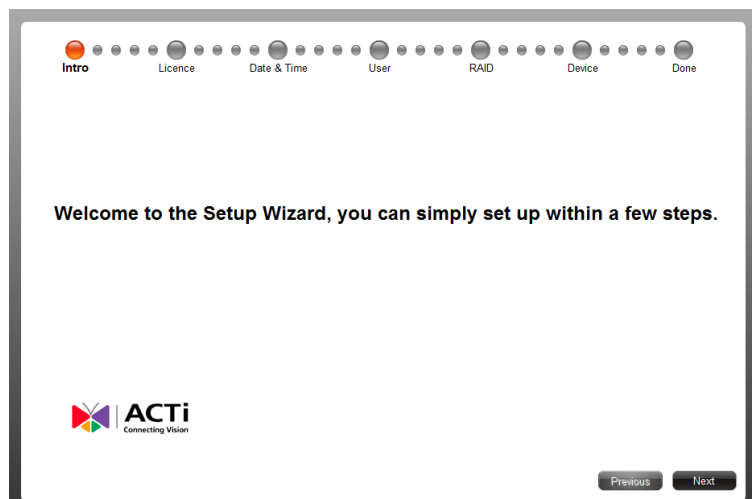 Intro Licence Date & Time User RAID Device Done
Welcome to the Setup Wizard, you can simply set up within a few steps.
ACTi
Connecting Vision
Previous Next